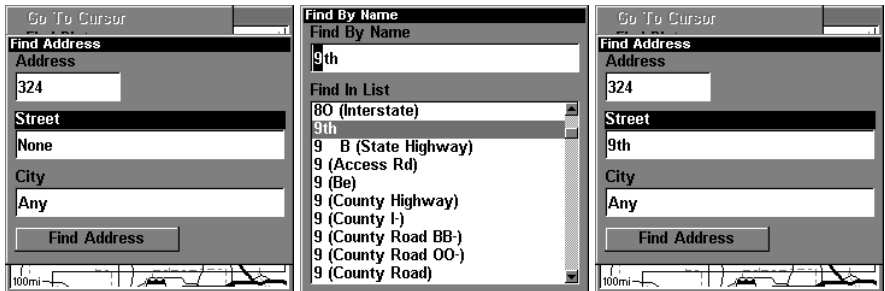 Go To Cursor
Find Address
Address
324
Street
None
City
Any
Find Address
100mi
Find By Name
Find By Name
9th
Find In List
80 (Interstate)
9th
9 B (State Highway)
9 (Access Rd)
9 (Be)
9 (County Highway)
9 (County I-)
9 (County Road BB-)
9 (County Road OO-)
9 (County Road)
Go To Cursor
Find Address
Address
324
Street
9th
City
Any
Find Address
100mi